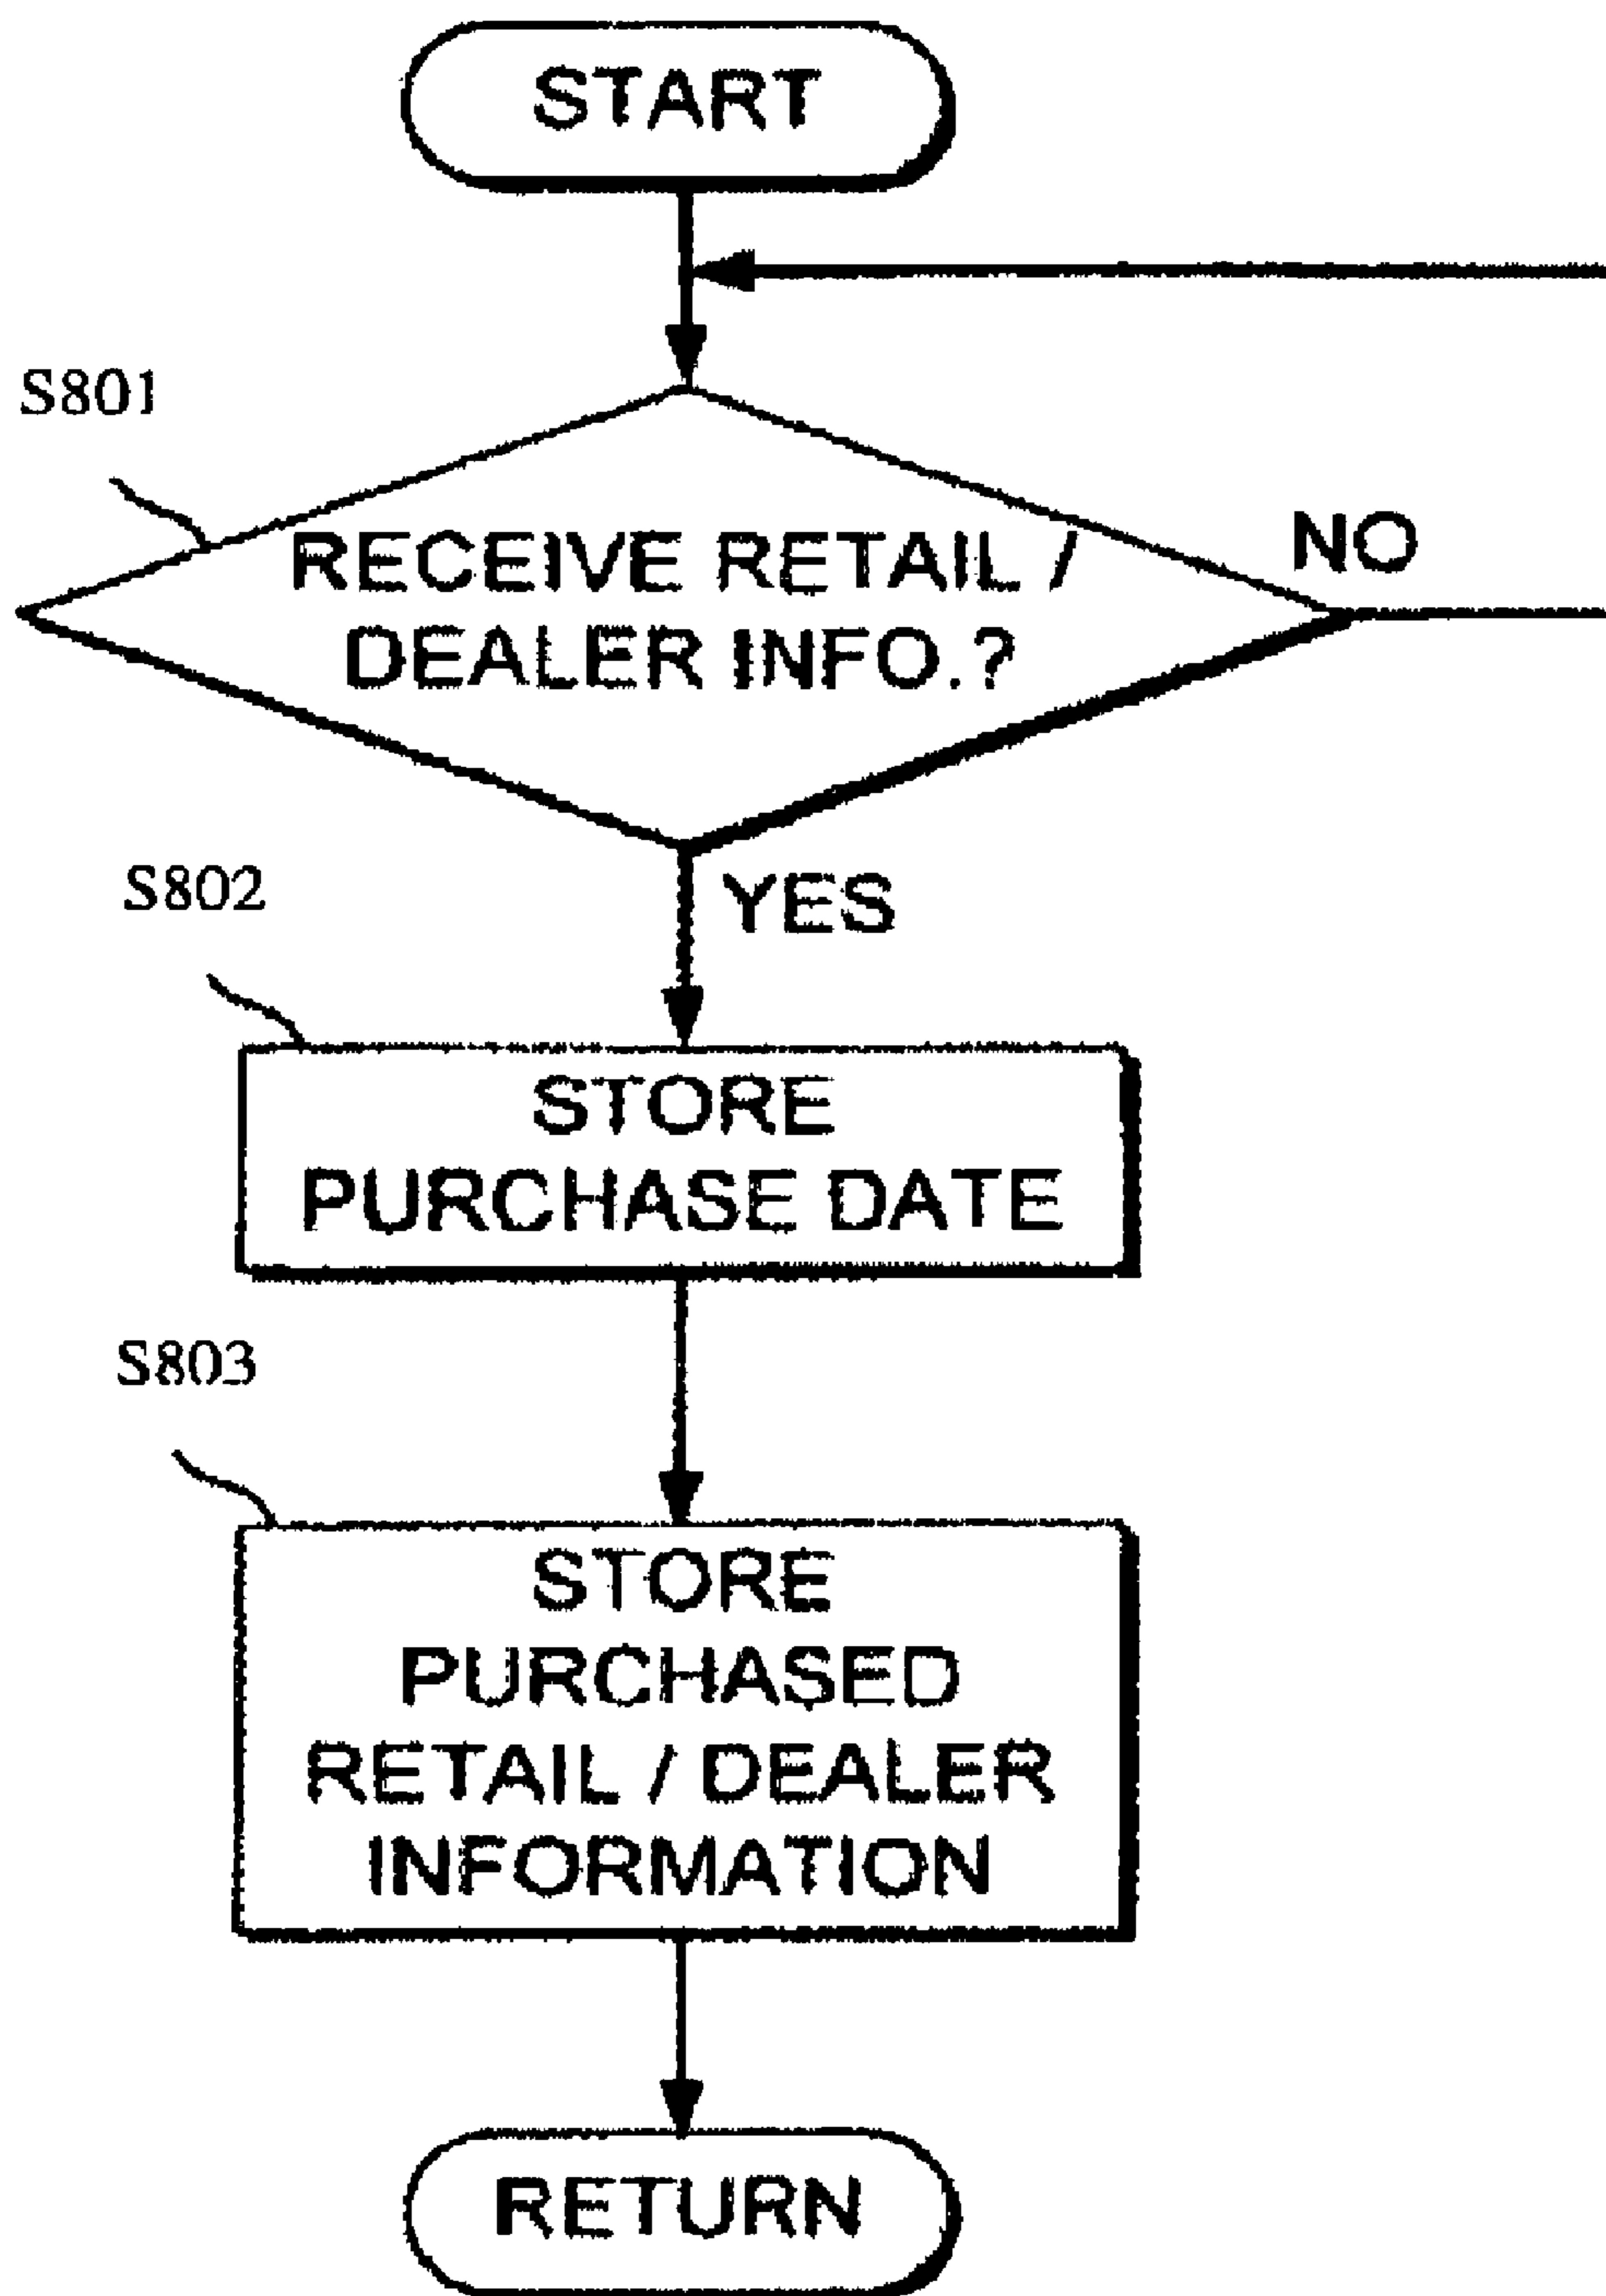 START
S801
RECEIVE RETAIL /
DEALER INFO.?
NO
YES
S802
STORE
PURCHASE DATE
S803
STORE
PURCHASED
RETAIL / DEALER
INFORMATION
RETURN